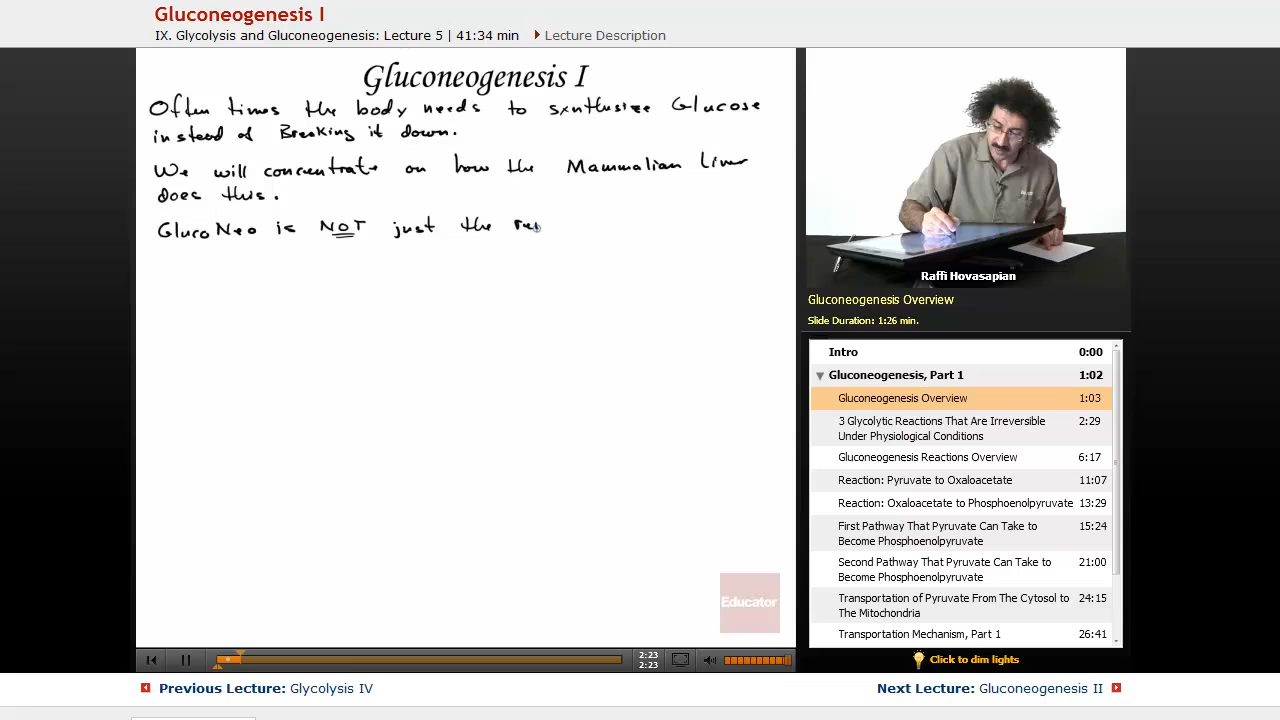 Gluconeogenesis I
IX. Glycolysis and Gluconeogenesis: Lecture 5 | 41:34 min Lecture Description
Gluconeogenesis I
Often times the body needs to synthesize Glucose
instead of Breaking it down.
We will concentrate on how the Mammalian liver
does this.
GlucoNeo is NOT just the
Educator
2:23
2:23
Raffi Hovasapian
Gluconeogenesis Overview
Slide Duration: 1:26 min.
Intro 0:00
Gluconeogenesis, Part 1 1:02
Gluconeogenesis Overview 1:03
3 Glycolytic Reactions That Are Irreversible 2:29
Under Physiological Conditions
Gluconeogenesis Reactions Overview 6:17
Reaction: Pyruvate to Oxaloacetate 11:07
Reaction: Oxaloacetate to Phosphoenolpyruvate 13:29
First Pathway That Pyruvate Can Take to 15:24
Become Phosphoenolpyruvate
Second Pathway That Pyruvate Can Take to 21:00
Become Phosphoenolpyruvate
Transportation of Pyruvate From The Cytosol to 24:15
The Mitochondria
Transportation Mechanism, Part 1 26:41
Click to dim lights
Previous Lecture: Glycolysis IV
Next Lecture: Gluconeogenesis II